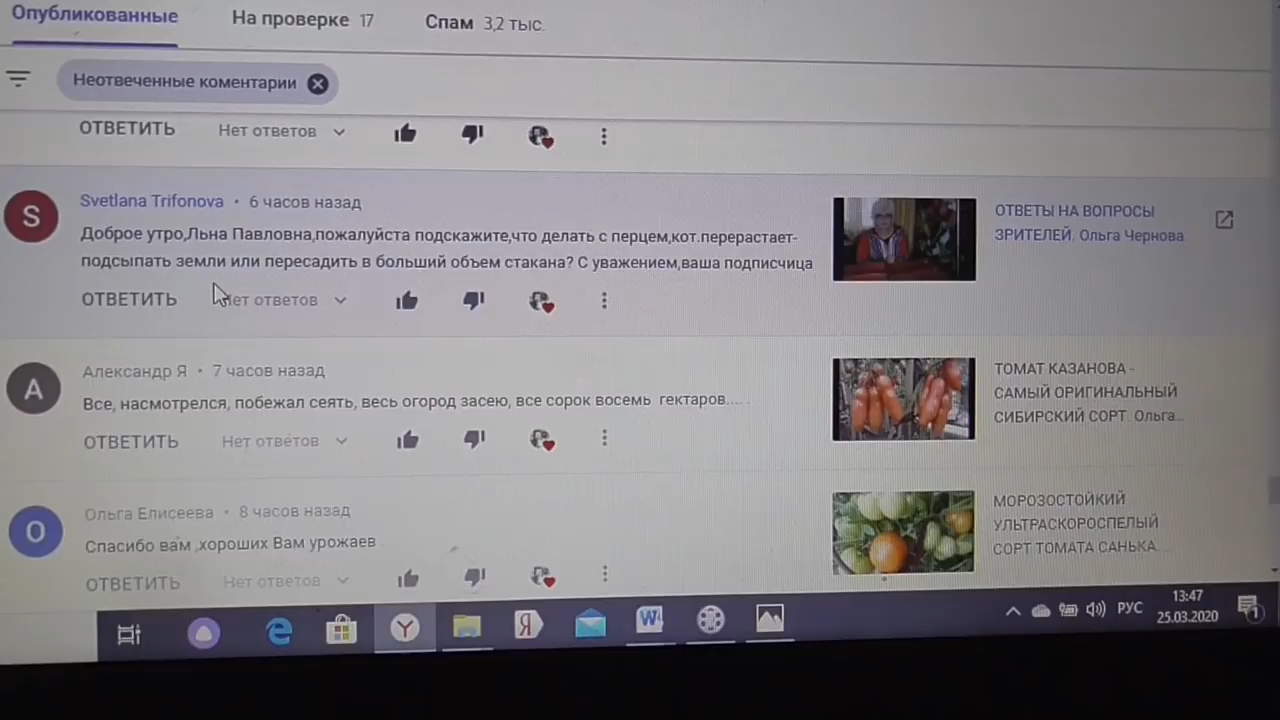 Опубликованные
На проверке 17
Спам 3,2 тыс.
Неотвеченные коментарии
ОТВЕТИТЬ Нет ответов
Svetlana Trifonova • 6 часов назад
Доброе утро,Льна Павловна,пожалуйста подскажите,что делать с перцем,кот.перерастает-
подсыпать земли или пересадить в больший объем стакана? С уважением,ваша подписчица
ОТВЕТИТЬ Нет ответов
ОТВЕТЫ НА ВОПРОСЫ
ЗРИТЕЛЕЙ. Ольга Чернова.
Александр Я • 7 часов назад
Все, насмотрелся, побежал сеять, весь огород засею, все сорок восемь гектаров.... .
ОТВЕТИТЬ Нет ответов
ТОМАТ КАЗАНОВА -
САМЫЙ ОРИГИНАЛЬНЫЙ
СИБИРСКИЙ СОРТ. Ольга...
Ольга Елисеева • 8 часов назад
Спасибо вам ,хороших Вам урожаев
ОТВЕТИТЬ Нет ответов
МОРОЗОСТОЙКИЙ
УЛЬТРАСКОРОСПЕЛЫЙ
СОРТ ТОМАТА САНЬКА. ...
S
А
О
РУС
13:47
25.03.2020
1